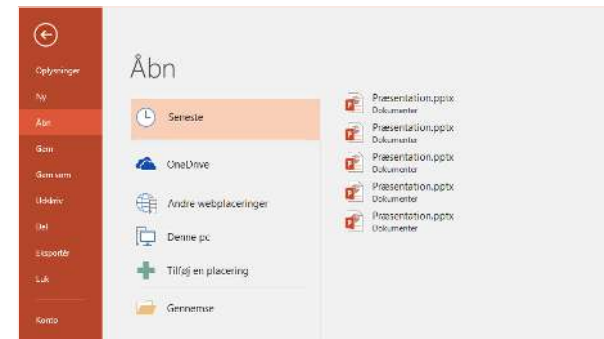 Oplysninger
Ny
Åbn
Gem
Gem som
Udskriv
Del
Eksportér
Luk
Konto
Åbn
Seneste
OneDrive
Andre webplaceringer
Denne pc
Tilføj en placering
Gennemse
Præsentation.pptx
Dokumenter
Præsentation.pptx
Dokumenter
Præsentation.pptx
Dokumenter
Præsentation.pptx
Dokumenter
Præsentation.pptx
Dokumenter